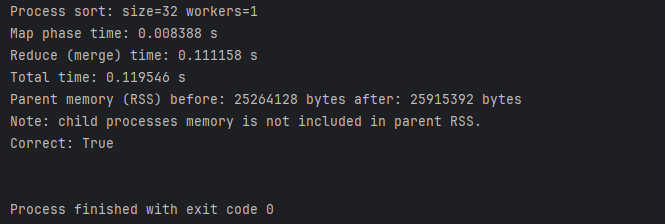 Process sort: size=32 workers=1
Map phase time: 0.008388 s
Reduce (merge) time: 0.111158 s
Total time: 0.119546 s
Parent memory (RSS) before: 25264128 bytes after: 25915392 bytes
Note: child processes memory is not included in parent RSS.
Correct: True
Process finished with exit code 0